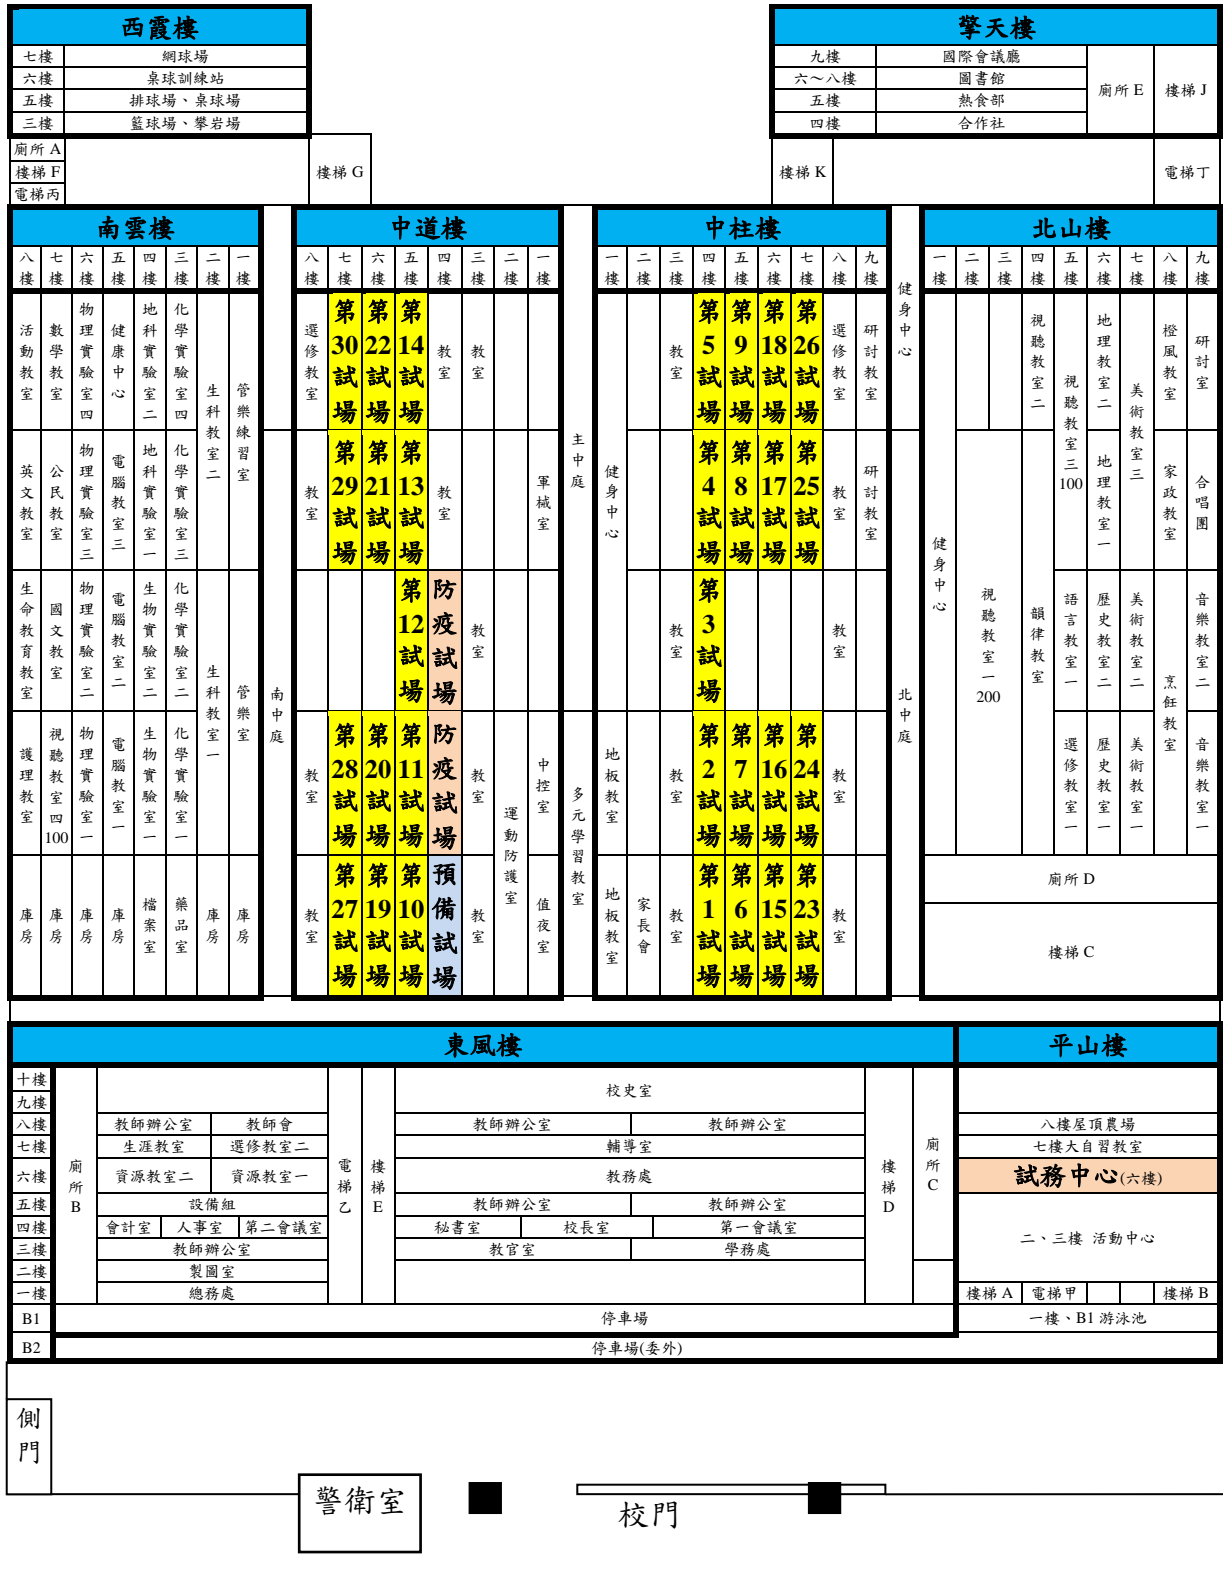 西霞樓
七樓 網球場
六樓 桌球訓練站
五樓 排球場、桌球場
三樓 籃球場、攀岩場
廁所 A
樓梯 F
電梯丙
樓梯 G
擎天樓
九樓 國際會議廳
六～八樓 圖書館
五樓 熱食部
四樓 合作社
廁所 E
樓梯 J
樓梯 K
電梯丁
南雲樓
八樓 七樓 六樓 五樓 四樓 三樓 二樓 一樓
活動教室 數學教室 物理實驗室四 健康中心 地科實驗室二 化學實驗室四 生科教室二 管樂練習室
英文教室 公民教室 物理實驗室三 電腦教室三 地科實驗室一 化學實驗室三
生命教育教室 國文教室 物理實驗室二 電腦教室二 生物實驗室二 化學實驗室二 生科教室一 管樂室
護理教室 視聽教室四100 物理實驗室一 電腦教室一 生物實驗室一 化學實驗室一
庫房 庫房 庫房 庫房 檔案室 藥品室 庫房 庫房
南中庭
中道樓
八樓 七樓 六樓 五樓 四樓 三樓 二樓 一樓
選修教室 第30試場 第22試場 第14試場 教室 教室
教室 第29試場 第21試場 第13試場 教室 軍械室
第12試場 防疫試場 教室
教室 第28試場 第20試場 第11試場 防疫試場 教室 運動防護室 中控室
教室 第27試場 第19試場 第10試場 預備試場 教室 值夜室
主中庭
多元學習教室
中柱樓
一樓 二樓 三樓 四樓 五樓 六樓 七樓 八樓 九樓
健身中心 教室 第5試場 第9試場 第18試場 第26試場 選修教室 研討教室
第4試場 第8試場 第17試場 第25試場 教室 研討教室
教室 第3試場 教室
地板教室 教室 第2試場 第7試場 第16試場 第24試場 教室
地板教室 家長會 教室 第1試場 第6試場 第15試場 第23試場 教室
健身中心
北中庭
北山樓
一樓 二樓 三樓 四樓 五樓 六樓 七樓 八樓 九樓
健身中心 視聽教室二 視聽教室三100 地理教室二 美術教室三 橙風教室 研討室
視聽教室一200 韻律教室 地理教室一 家政教室 合唱團
語言教室一 歷史教室二 美術教室二 烹飪教室 音樂教室二
選修教室一 歷史教室一 美術教室一 音樂教室一
廁所 D
樓梯 C
東風樓
十樓
九樓 校史室
八樓 教師辦公室 教師會 教師辦公室 教師辦公室
七樓 生涯教室 選修教室二 輔導室
六樓 資源教室二 資源教室一 教務處
五樓 設備組 教師辦公室 教師辦公室
四樓 會計室 人事室 第二會議室 秘書室 校長室 第一會議室
三樓 教師辦公室 教官室 學務處
二樓 製圖室
一樓 總務處
廁所B
電梯乙
樓梯E
樓梯D
廁所C
B1 停車場
B2 停車場(委外)
平山樓
八樓屋頂農場
七樓大自習教室
試務中心(六樓)
二、三樓 活動中心
樓梯 A 電梯甲 樓梯 B
一樓、B1 游泳池
側門
警衛室
校門